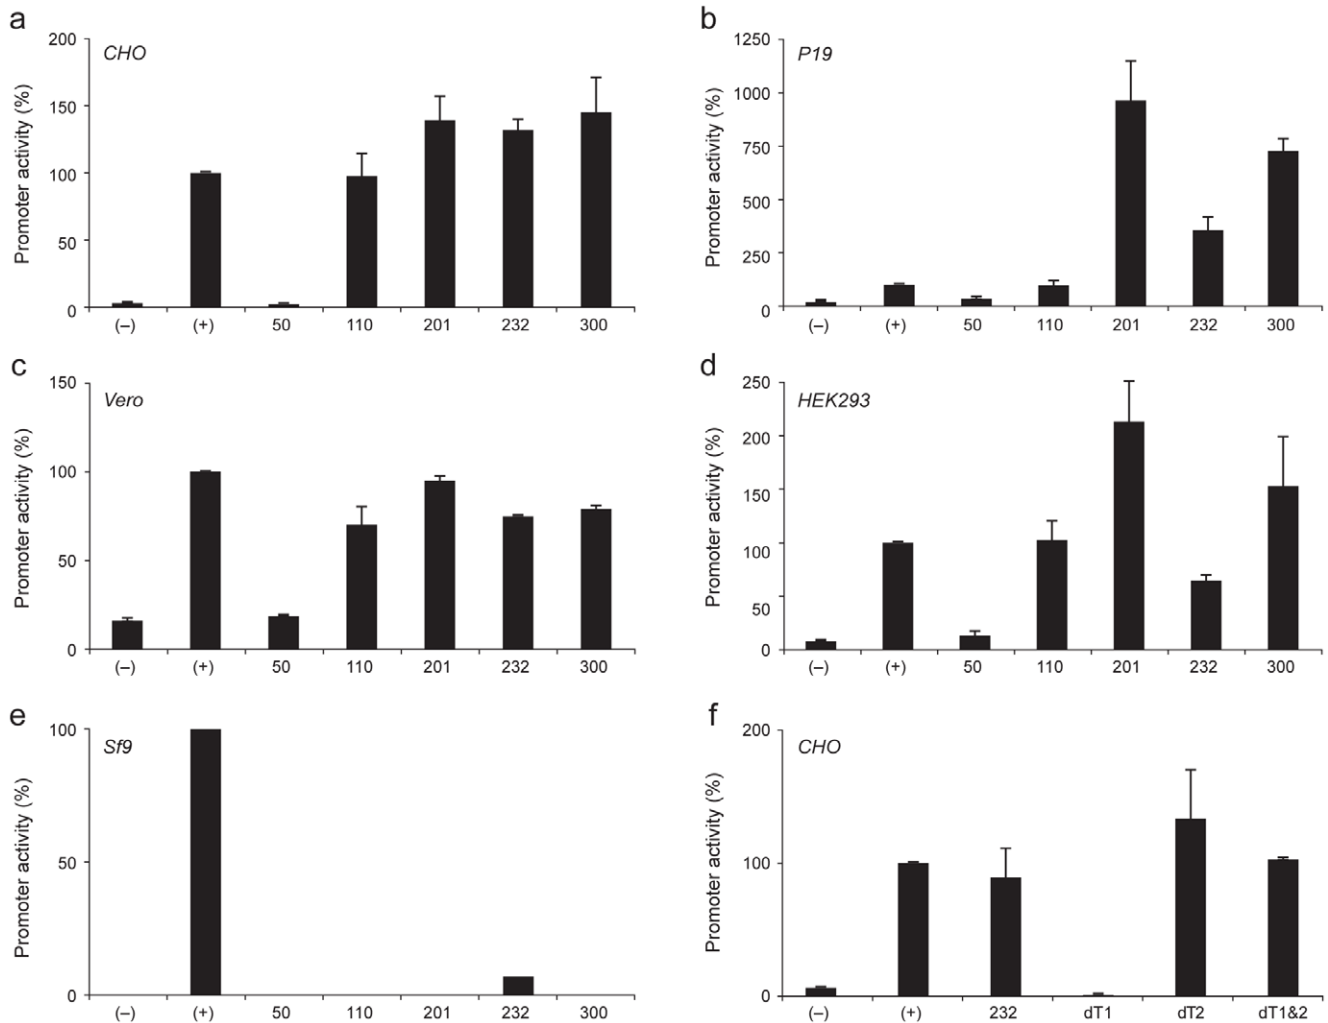 a
CHO
Promoter activity (%)
200
150
100
50
0
(–) (+) 50 110 201 232 300
b
P19
Promoter activity (%)
1250
1000
750
500
250
0
(–) (+) 50 110 201 232 300
c
Vero
Promoter activity (%)
150
100
50
0
(–) (+) 50 110 201 232 300
d
HEK293
Promoter activity (%)
250
200
150
100
50
0
(–) (+) 50 110 201 232 300
e
Sf9
Promoter activity (%)
100
50
0
(–) (+) 50 110 201 232 300
f
CHO
Promoter activity (%)
200
100
0
(–) (+) 232 dT1 dT2 dT1&2